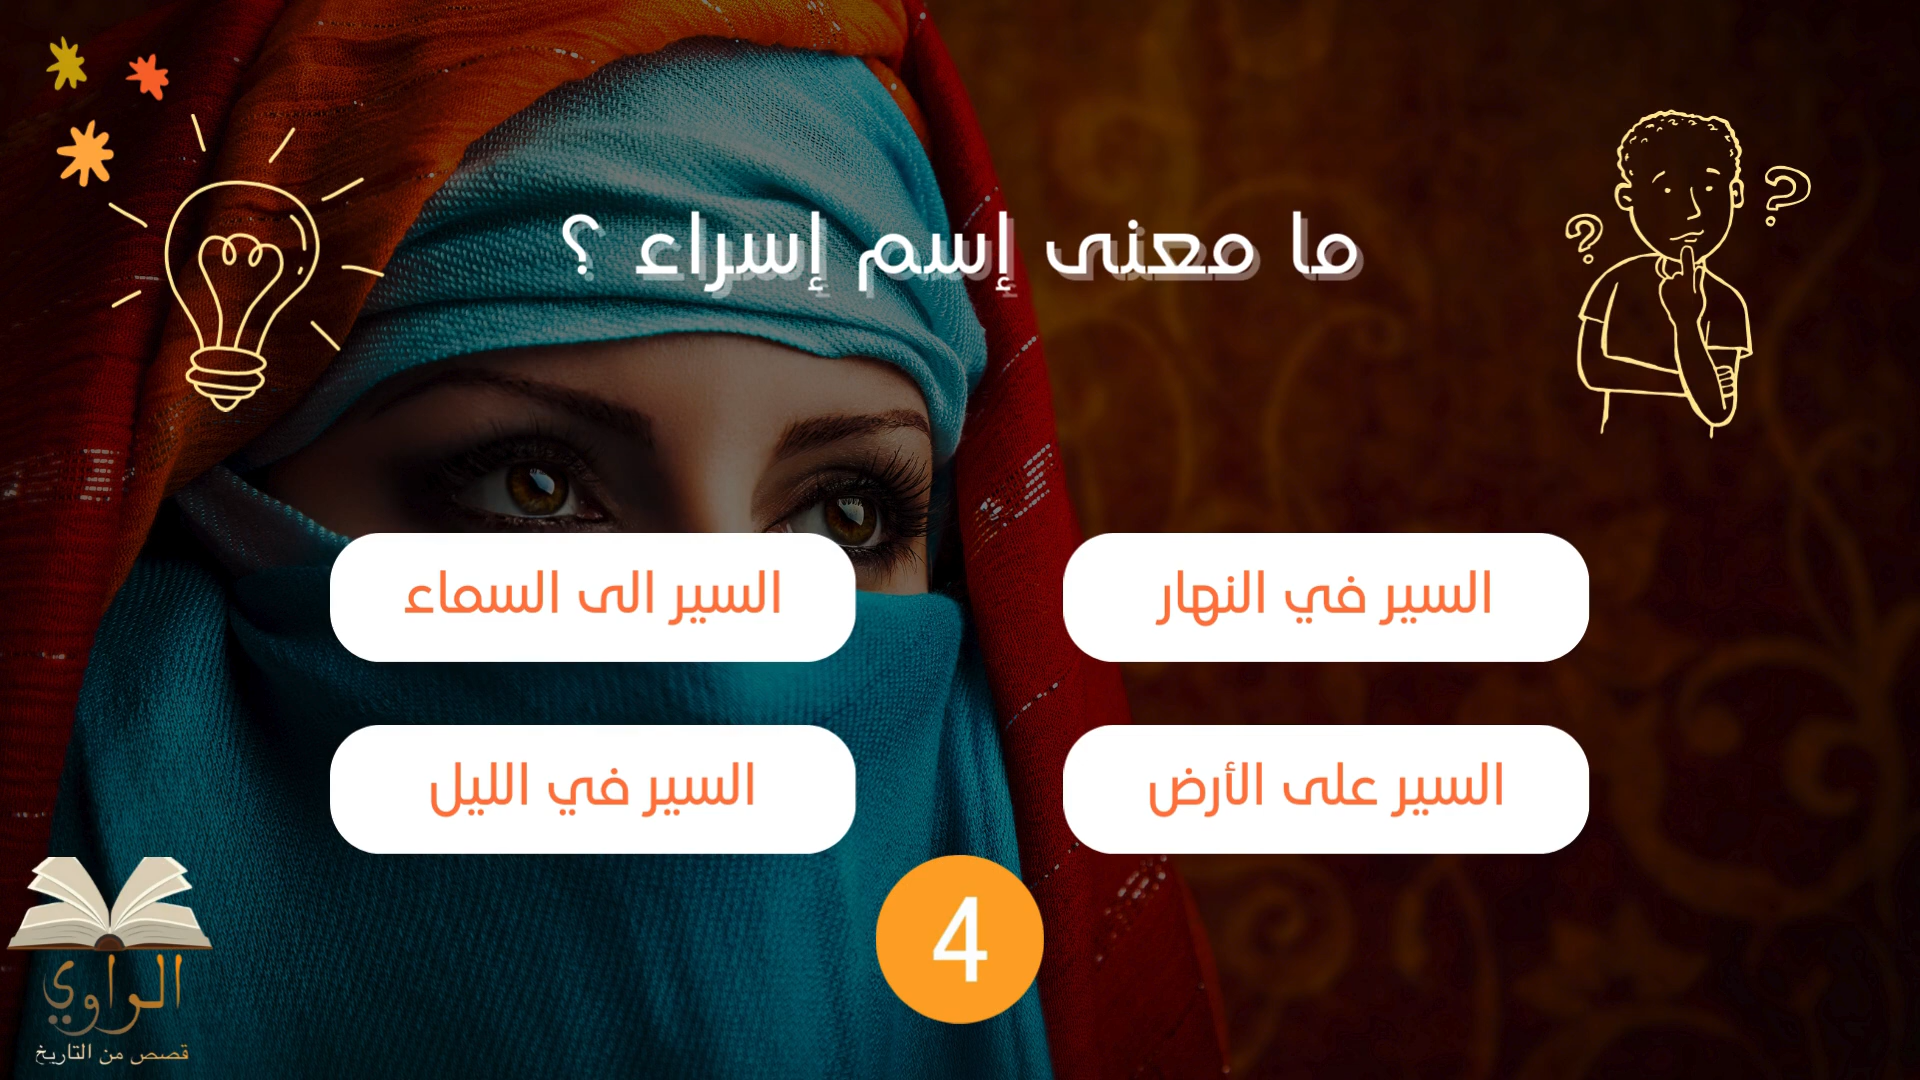 ما معنى إسم إسراء ؟
السير في النهار
السير الى السماء
السير على الأرض
السير في الليل
4
الراوي
قصص من التاريخ